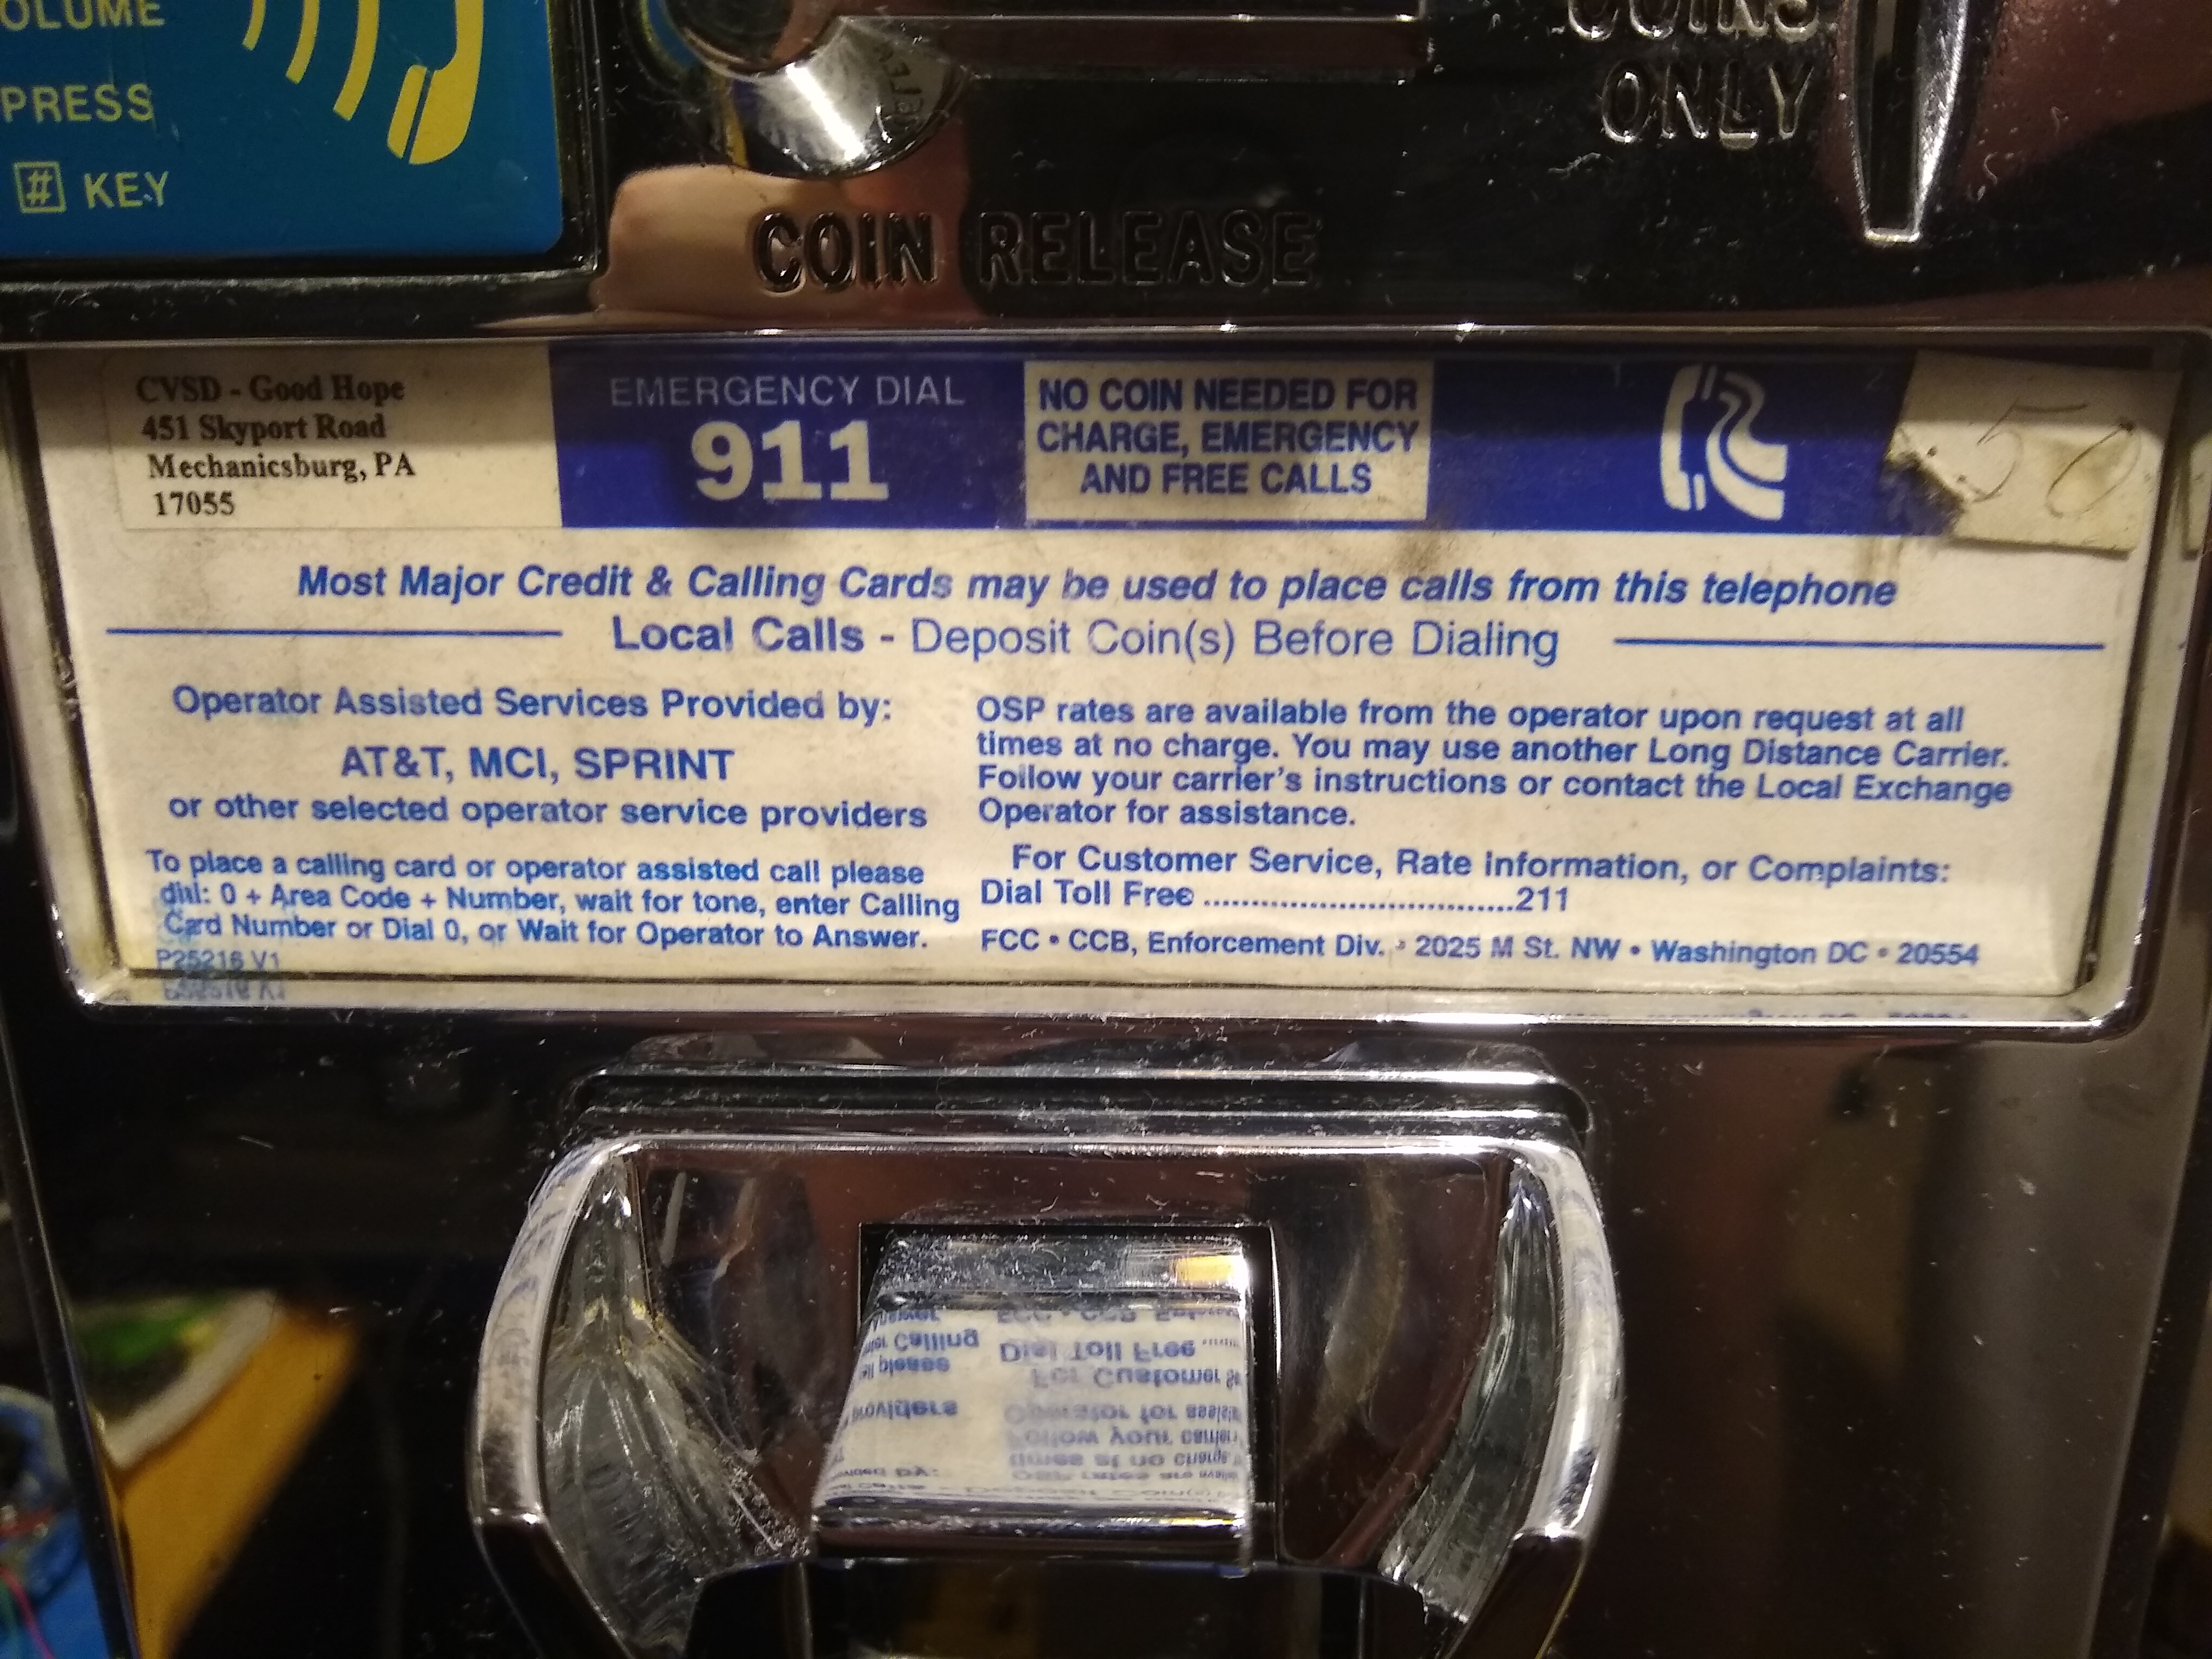 VOLUME
PRESS
# KEY
COINS
ONLY
COIN RELEASE
CVSD - Good Hope
451 Skyport Road
Mechanicsburg, PA
17055
EMERGENCY DIAL
911
NO COIN NEEDED FOR
CHARGE, EMERGENCY
AND FREE CALLS
50
Most Major Credit & Calling Cards may be used to place calls from this telephone
Local Calls - Deposit Coin(s) Before Dialing
Operator Assisted Services Provided by:
AT&T, MCI, SPRINT
or other selected operator service providers
To place a calling card or operator assisted call please
dial: 0 + Area Code + Number, wait for tone, enter Calling
Card Number or Dial 0, or Wait for Operator to Answer.
P25216 V1
OSP rates are available from the operator upon request at all
times at no charge. You may use another Long Distance Carrier.
Follow your carrier's instructions or contact the Local Exchange
Operator for assistance.
For Customer Service, Rate Information, or Complaints:
Dial Toll Free .................................211
FCC • CCB, Enforcement Div. • 2025 M St. NW • Washington DC • 20554